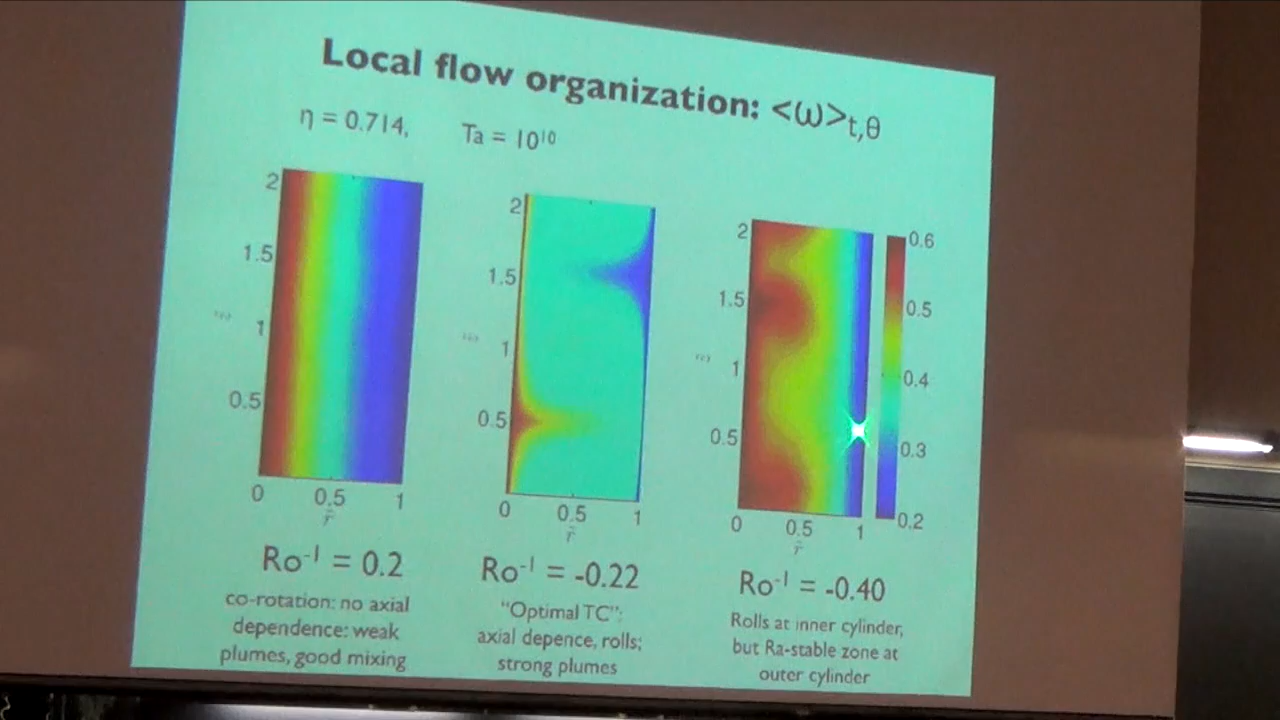 Local flow organization: <ω>t,θ
η = 0.714, Ta = 10¹⁰
2
1.5
1
0.5
0 0.5 1
r̃
2
1.5
1
0.5
0 0.5 1
r̃
2
1.5
1
0.5
0 0.5 1
r̃
0.6
0.5
0.4
0.3
0.2
Ro⁻¹ = 0.2
co-rotation: no axial
dependence: weak
plumes, good mixing
Ro⁻¹ = -0.22
"Optimal TC":
axial depence, rolls;
strong plumes
Ro⁻¹ = -0.40
Rolls at inner cylinder,
but Ra-stable zone at
outer cylinder